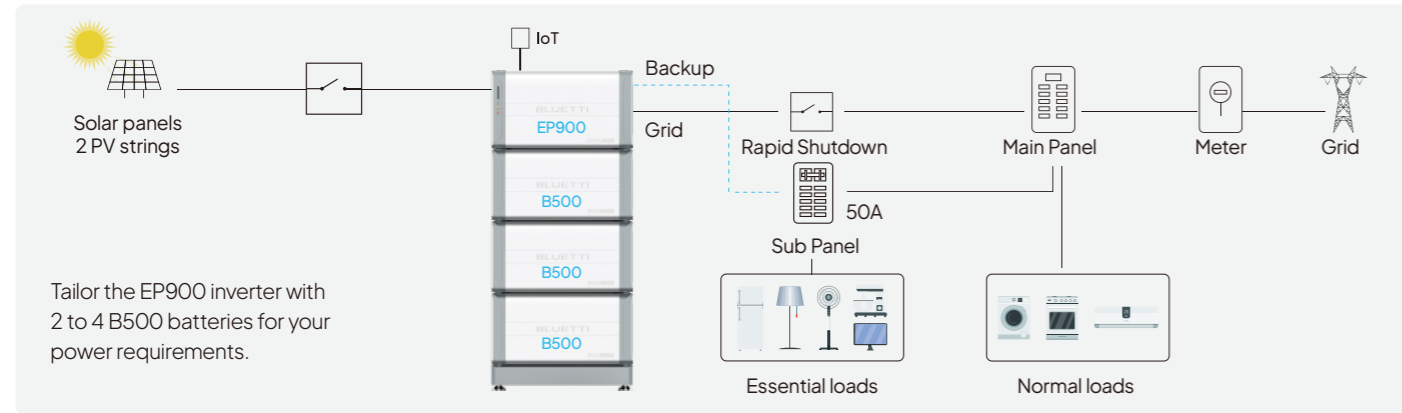 IoT
Backup
BLUETTI
EP900
Grid
Solar panels
2 PV strings
Rapid Shutdown
Main Panel
Meter
Grid
BLUETTI
B500
50A
Sub Panel
BLUETTI
B500
Tailor the EP900 inverter with
2 to 4 B500 batteries for your
power requirements.
BLUETTI
B500
Essential loads
Normal loads